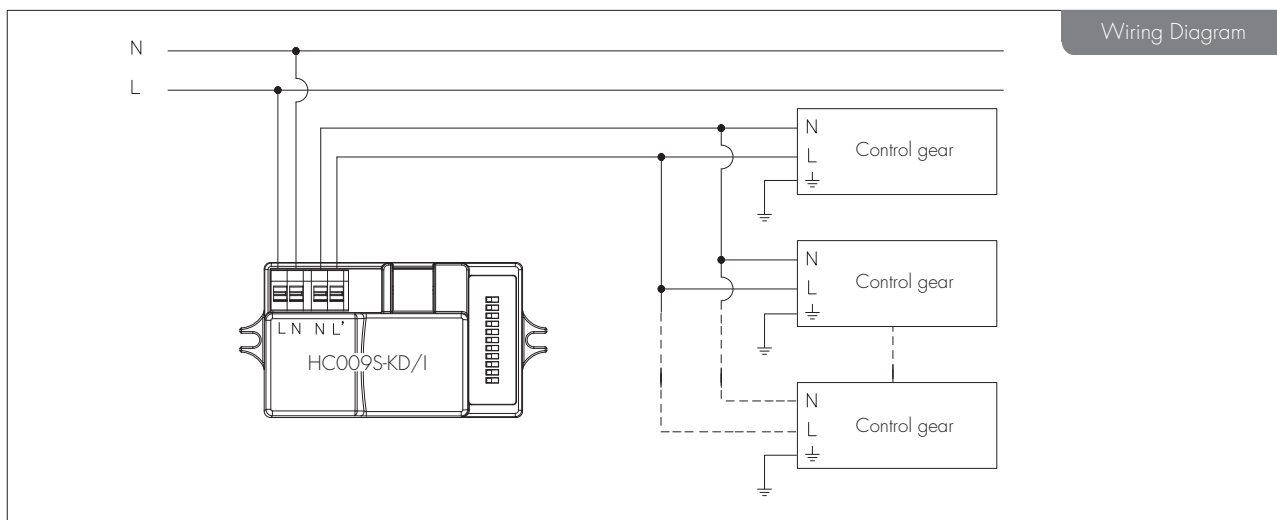 Wiring Diagram
N
L
N
L
Control gear
N
L
Control gear
L N N L'
HC009S-KD/I
N
L
Control gear